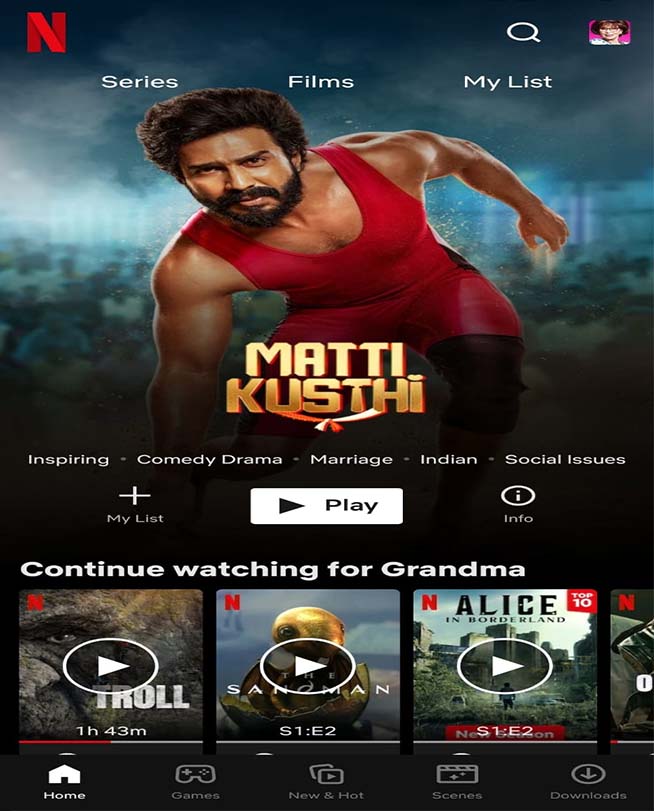 N
Series Films My List
MATTI
KUSTHI
Inspiring • Comedy Drama • Marriage • Indian • Social Issues
My List Play Info
Continue watching for Grandma
N TROLL
1h 43m
N THE
SANDMAN
S1:E2
N ALICE TOP 10
IN BORDERLAND
New Season
S1:E2
N
Home Games New & Hot Scenes Downloads